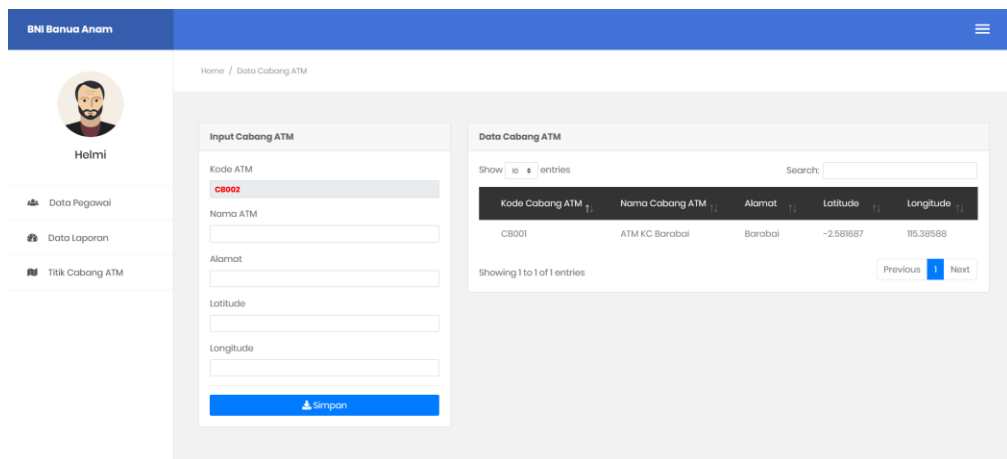 BNI Banua Anam
Helmi
Data Pegawai
Data Laporan
Titik Cabang ATM
Home / Data Cabang ATM
Input Cabang ATM
Kode ATM
CB002
Nama ATM
Alamat
Latitude
Longitude
Simpan
Data Cabang ATM
Show 10 entries Search:
Kode Cabang ATM Nama Cabang ATM Alamat Latitude Longitude
CB001 ATM KC Barabai Barabai -2.581687 115.38588
Showing 1 to 1 of 1 entries
Previous 1 Next